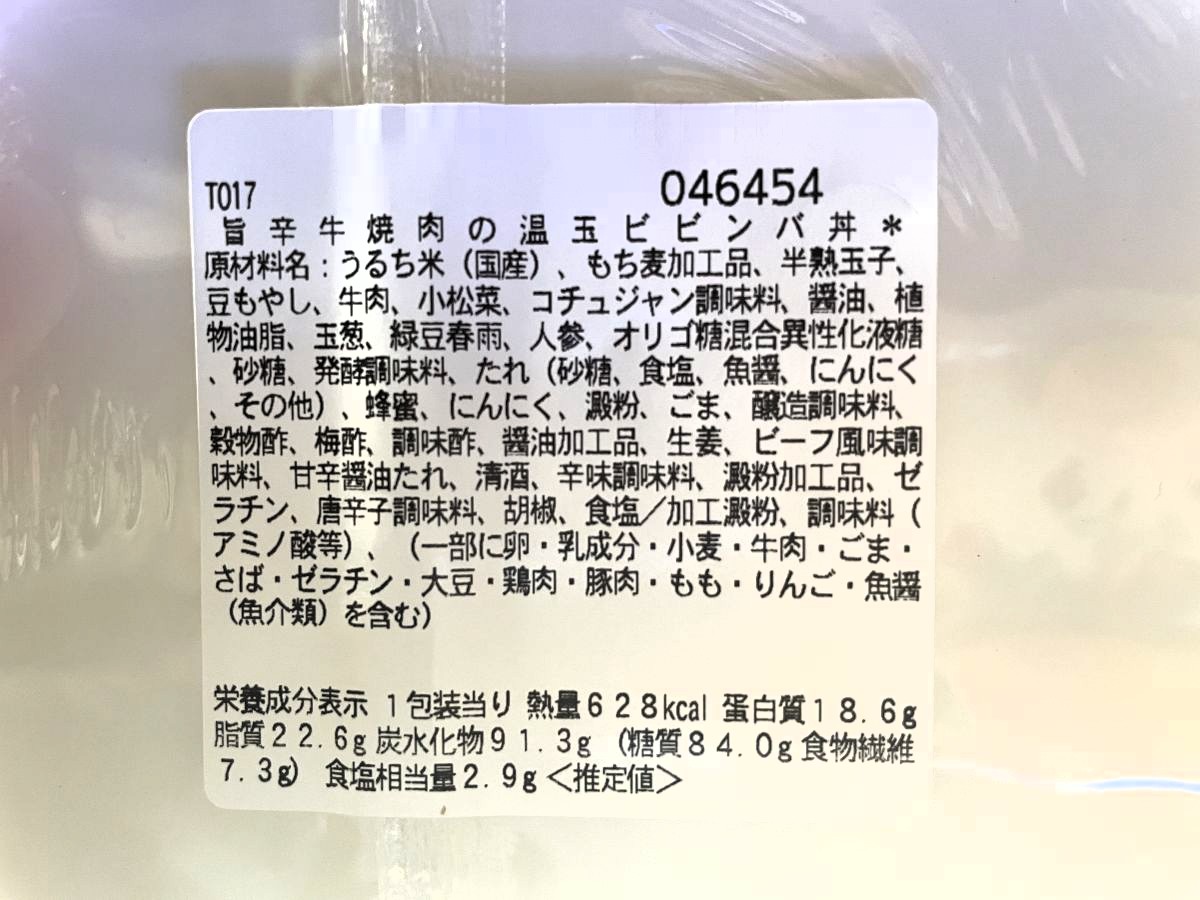 T017 046454
旨辛牛焼肉の温玉ビビンバ丼*
原材料名：うるち米（国産）、もち麦加工品、半熟玉子、
豆もやし、牛肉、小松菜、コチュジャン調味料、醤油、植
物油脂、玉葱、緑豆春雨、人参、オリゴ糖混合異性化液糖
、砂糖、発酵調味料、たれ（砂糖、食塩、魚醤、にんにく
、その他）、蜂蜜、にんにく、澱粉、ごま、醸造調味料、
穀物酢、梅酢、調味酢、醤油加工品、生姜、ビーフ風味調
味料、甘辛醤油たれ、清酒、辛味調味料、澱粉加工品、ゼ
ラチン、唐辛子調味料、胡椒、食塩／加工澱粉、調味料（
アミノ酸等）、（一部に卵・乳成分・小麦・牛肉・ごま・
さば・ゼラチン・大豆・鶏肉・豚肉・もも・りんご・魚醤
（魚介類）を含む）
栄養成分表示 1包装当り 熱量628kcal 蛋白質18.6g
脂質22.6g 炭水化物91.3g （糖質84.0g 食物繊維
7.3g） 食塩相当量2.9g＜推定値＞